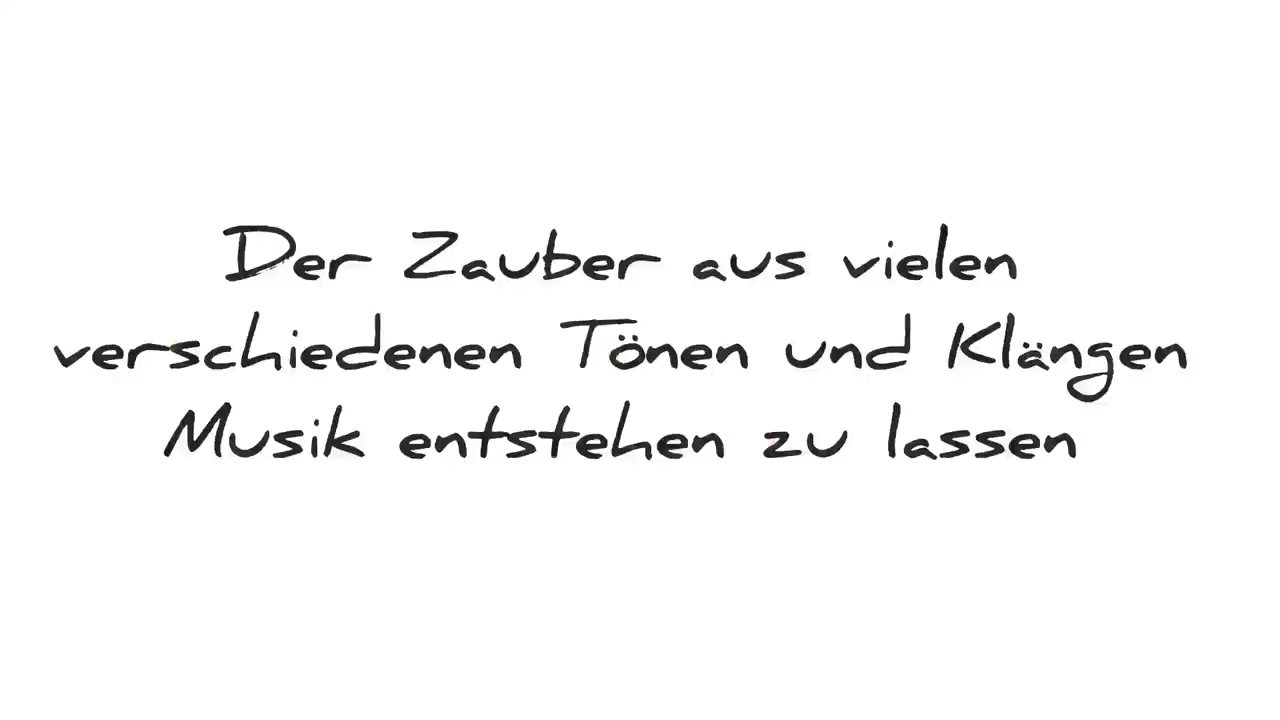 Der Zauber aus vielen
verschiedenen Tönen und Klängen
Musik entstehen zu lassen